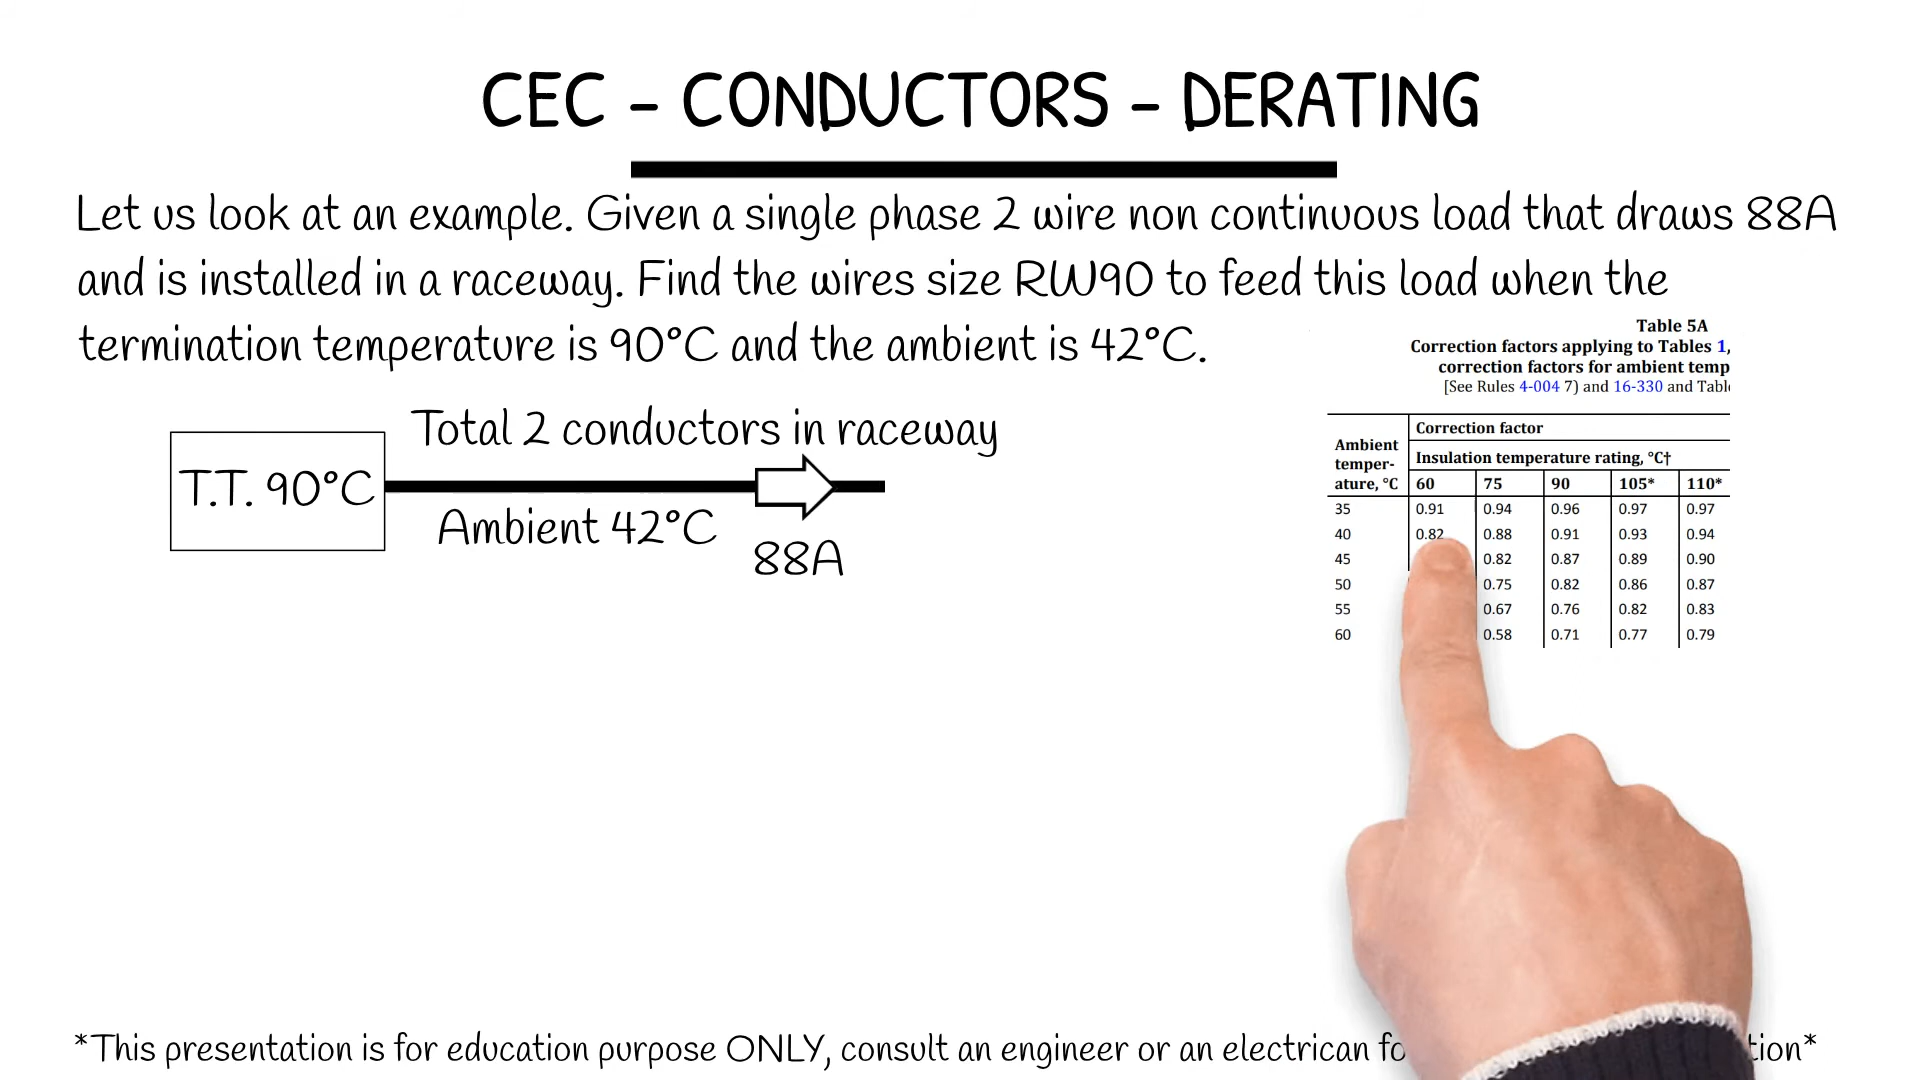 CEC - CONDUCTORS - DERATING
Let us look at an example. Given a single phase 2 wire non continuous load that draws 88A
and is installed in a raceway. Find the wires size RW90 to feed this load when the
termination temperature is 90°C and the ambient is 42°C.
Table 5A
Correction factors applying to Tables 1,
correction factors for ambient temp
[See Rules 4-004 7) and 16-330 and Table
Total 2 conductors in raceway
T.T. 90°C
Ambient 42°C
88A
Correction factor
Ambient temper-ature, °C
Insulation temperature rating, °C†
60 75 90 105* 110*
35 0.91 0.94 0.96 0.97 0.97
40 0.82 0.88 0.91 0.93 0.94
45 0.82 0.87 0.89 0.90
50 0.75 0.82 0.86 0.87
55 0.67 0.76 0.82 0.83
60 0.58 0.71 0.77 0.79
*This presentation is for education purpose ONLY, consult an engineer or an electrican fo tion*